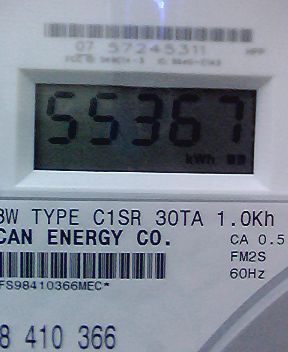 07 57245311
55367
kWh
3W TYPE C1SR 30TA 1.0Kh
CAN ENERGY CO.
CA 0.5
FM2S
60Hz
FS98410366MEC*
8 410 366